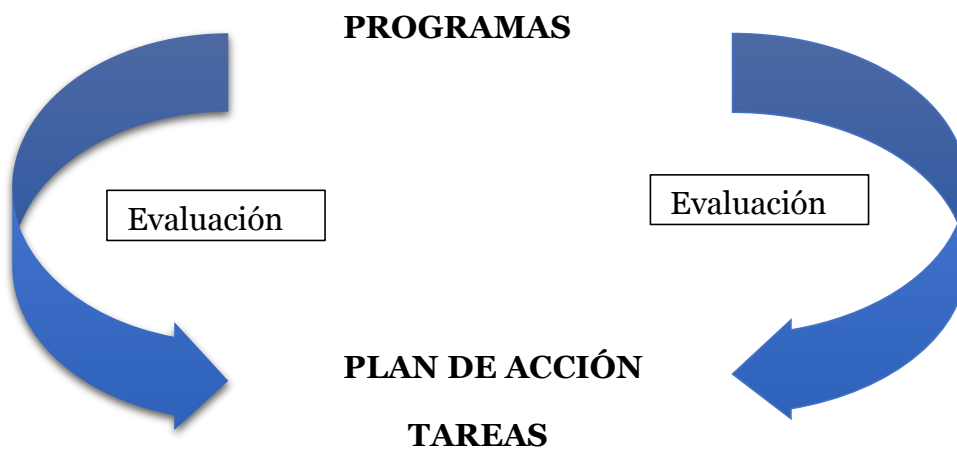 PROGRAMAS
Evaluación
Evaluación
PLAN DE ACCIÓN
TAREAS